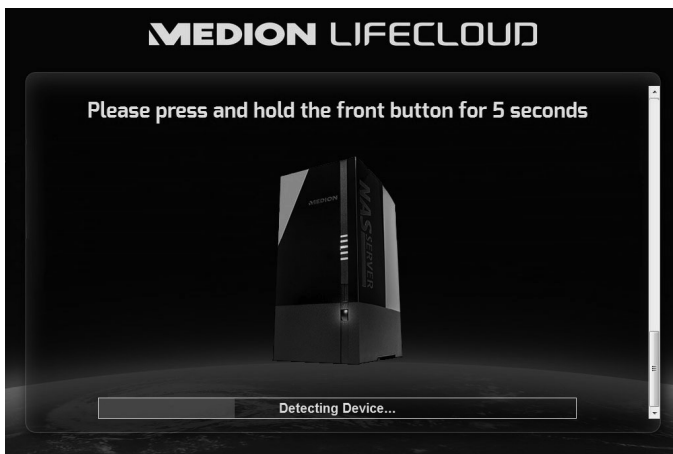 MEDION LIFECLOUD
Please press and hold the front button for 5 seconds
MEDION
NAS SERVER
Detecting Device...